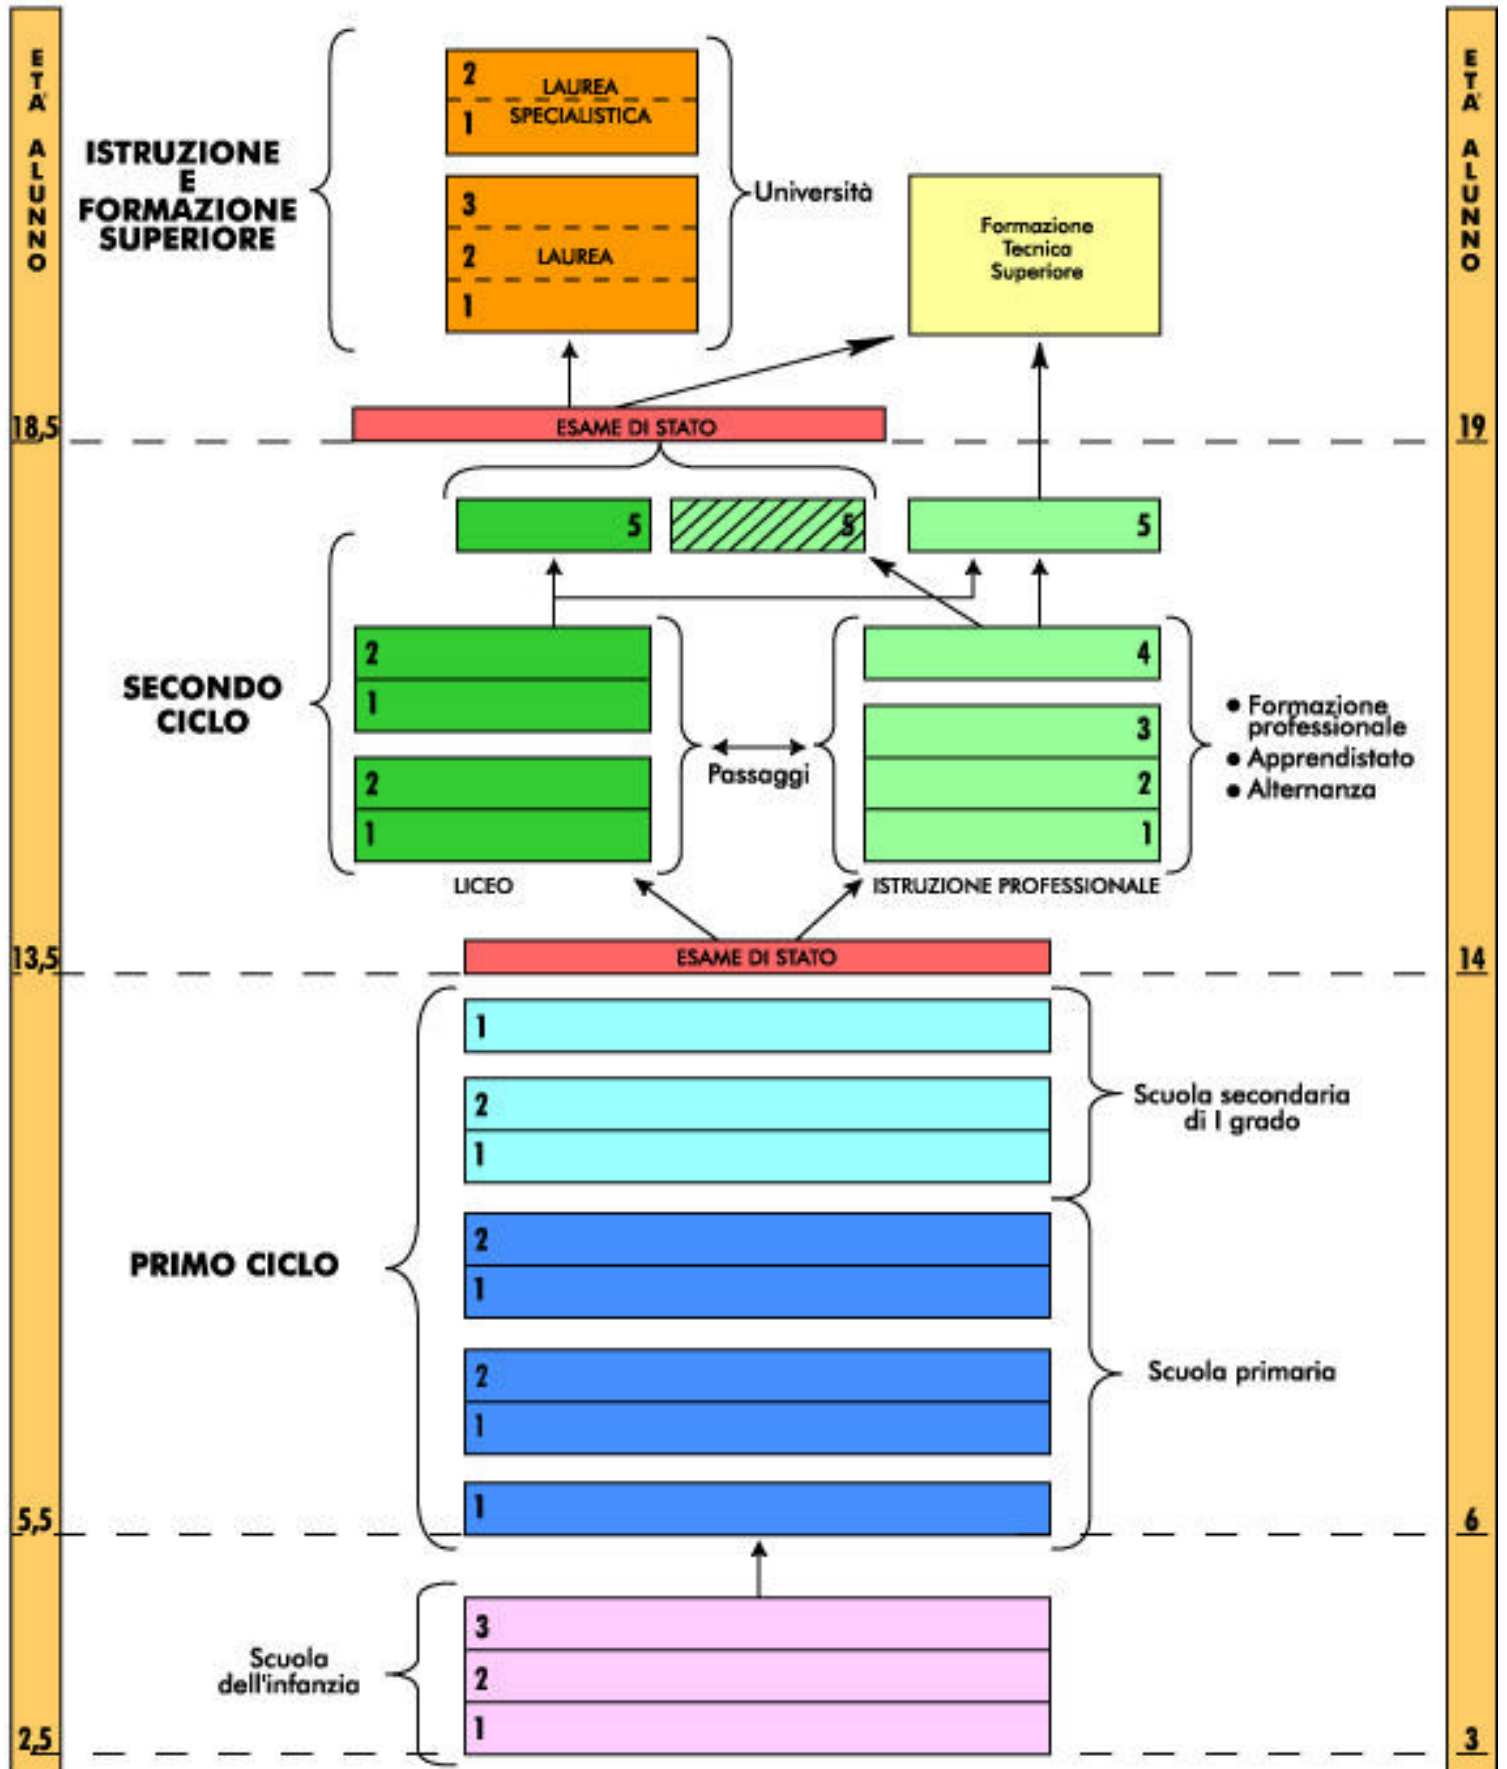 ETÀ ALUNNO
ETÀ ALUNNO
2
LAUREA
SPECIALISTICA
1
ISTRUZIONE
E
FORMAZIONE
SUPERIORE
3
2
LAUREA
1
Università
Formazione
Tecnica
Superiore
18,5
ESAME DI STATO
19
5
5
5
SECONDO
CICLO
2
1
2
1
LICEO
Passaggi
4
3
2
1
ISTRUZIONE PROFESSIONALE
● Formazione
professionale
● Apprendistato
● Alternanza
13,5
ESAME DI STATO
14
1
2
1
Scuola secondaria
di I grado
PRIMO CICLO
2
1
2
1
1
Scuola primaria
5,5
6
Scuola
dell'infanzia
3
2
1
2,5
3